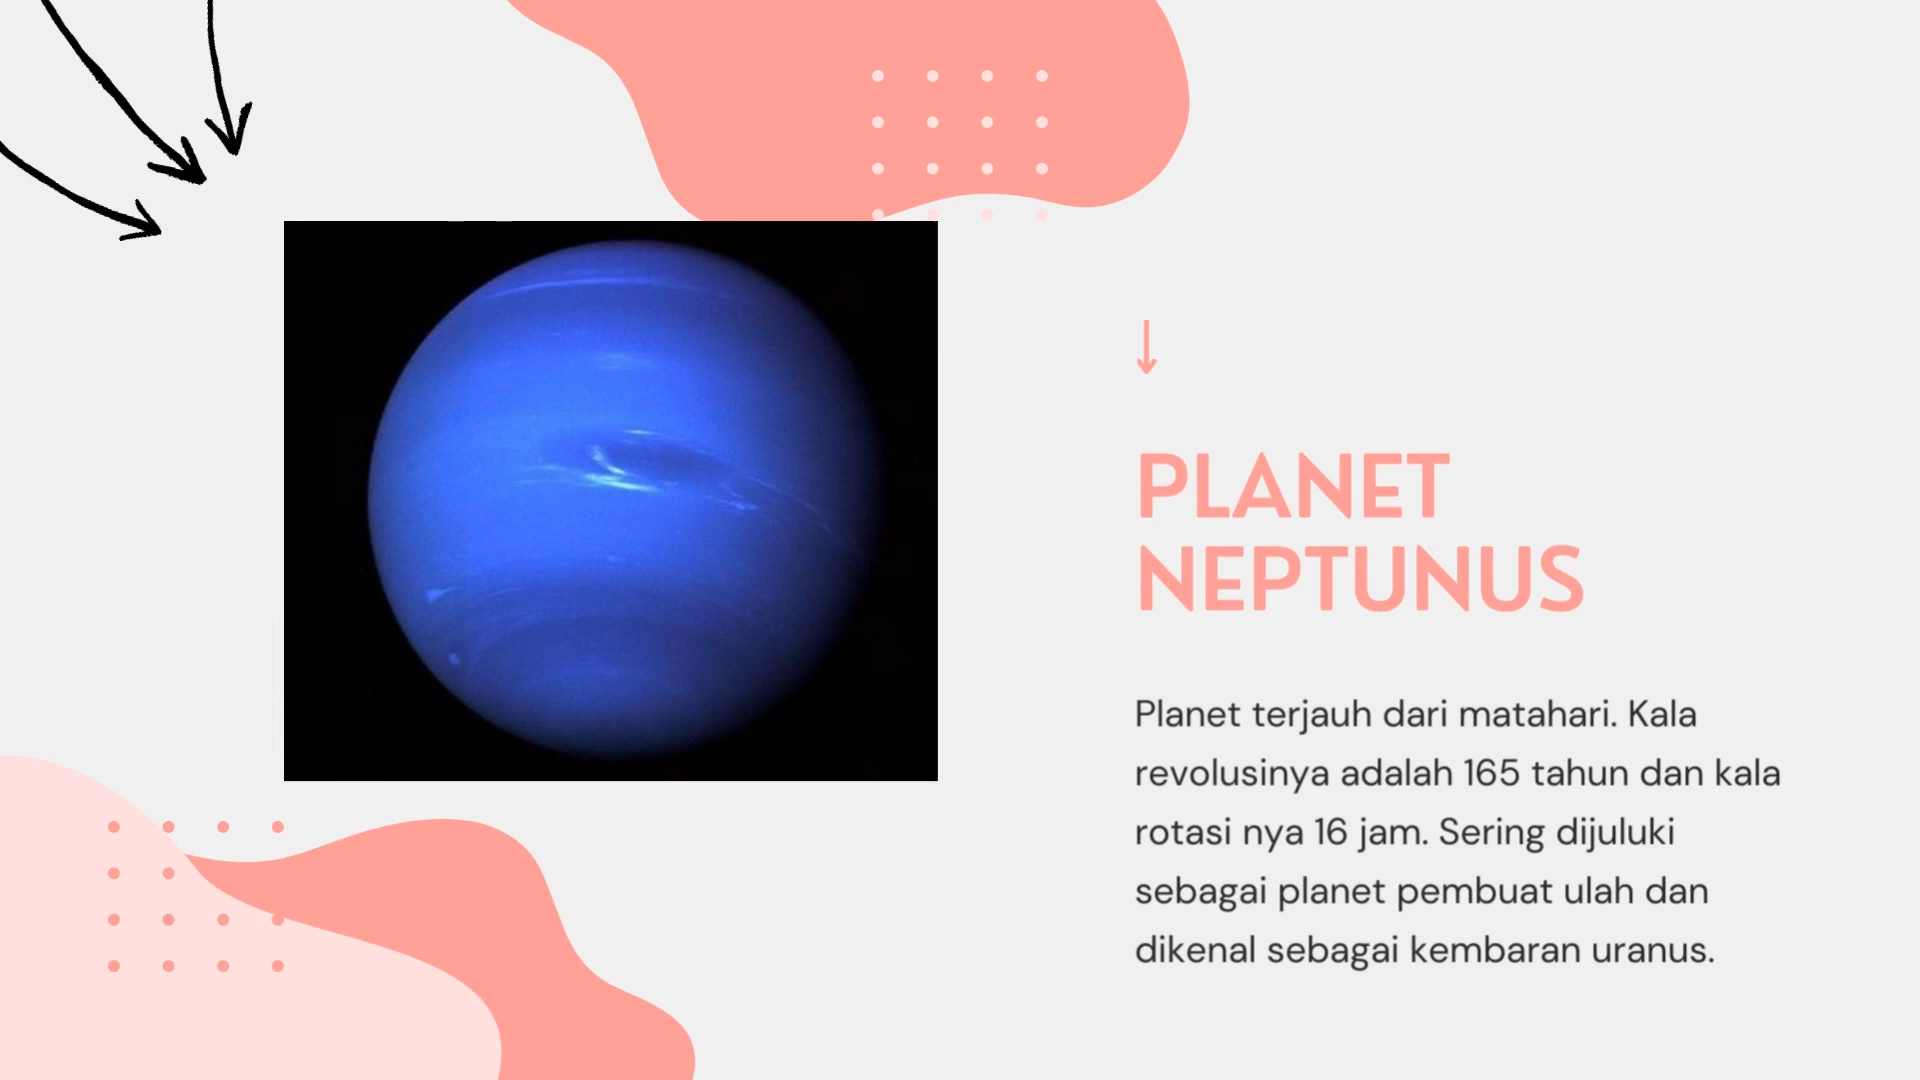 PLANET
NEPTUNUS
Planet terjauh dari matahari. Kala
revolusinya adalah 165 tahun dan kala
rotasi nya 16 jam. Sering dijuluki
sebagai planet pembuat ulah dan
dikenal sebagai kembaran uranus.